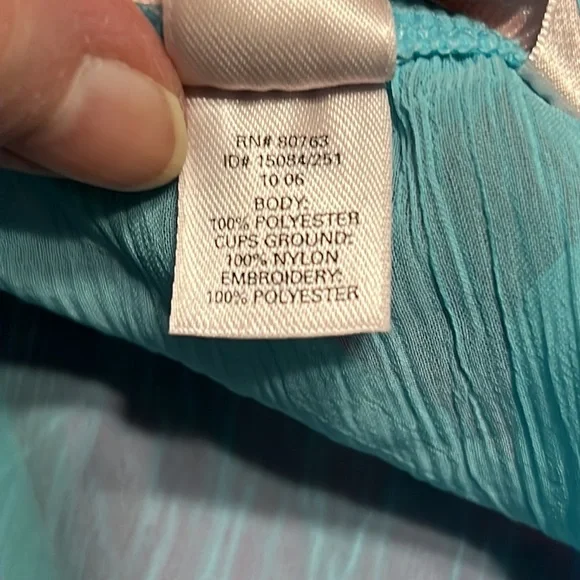 RN# 80763
ID# 15084/251
10 06
BODY:
100% POLYESTER
CUPS GROUND:
100% NYLON
EMBROIDERY:
100% POLYESTER